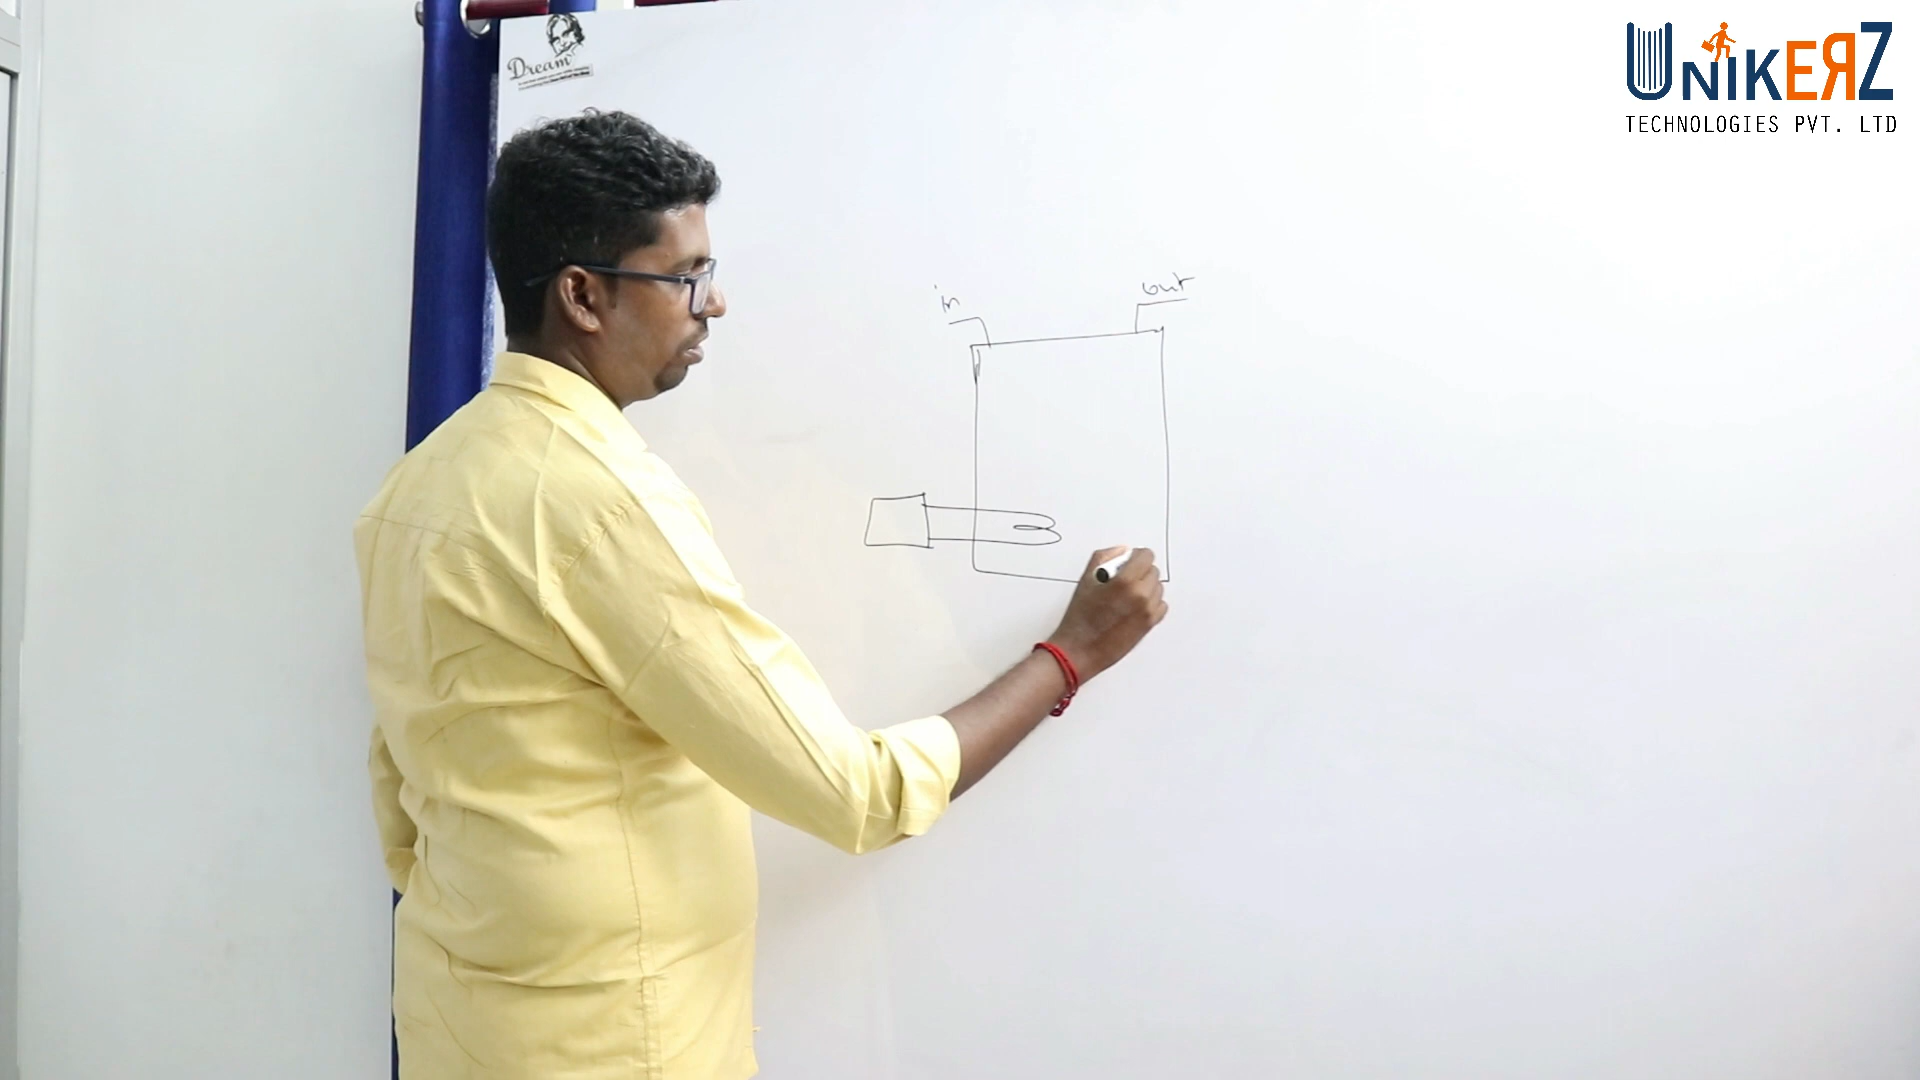 Dream
UNIKERZ
TECHNOLOGIES PVT. LTD
in
out